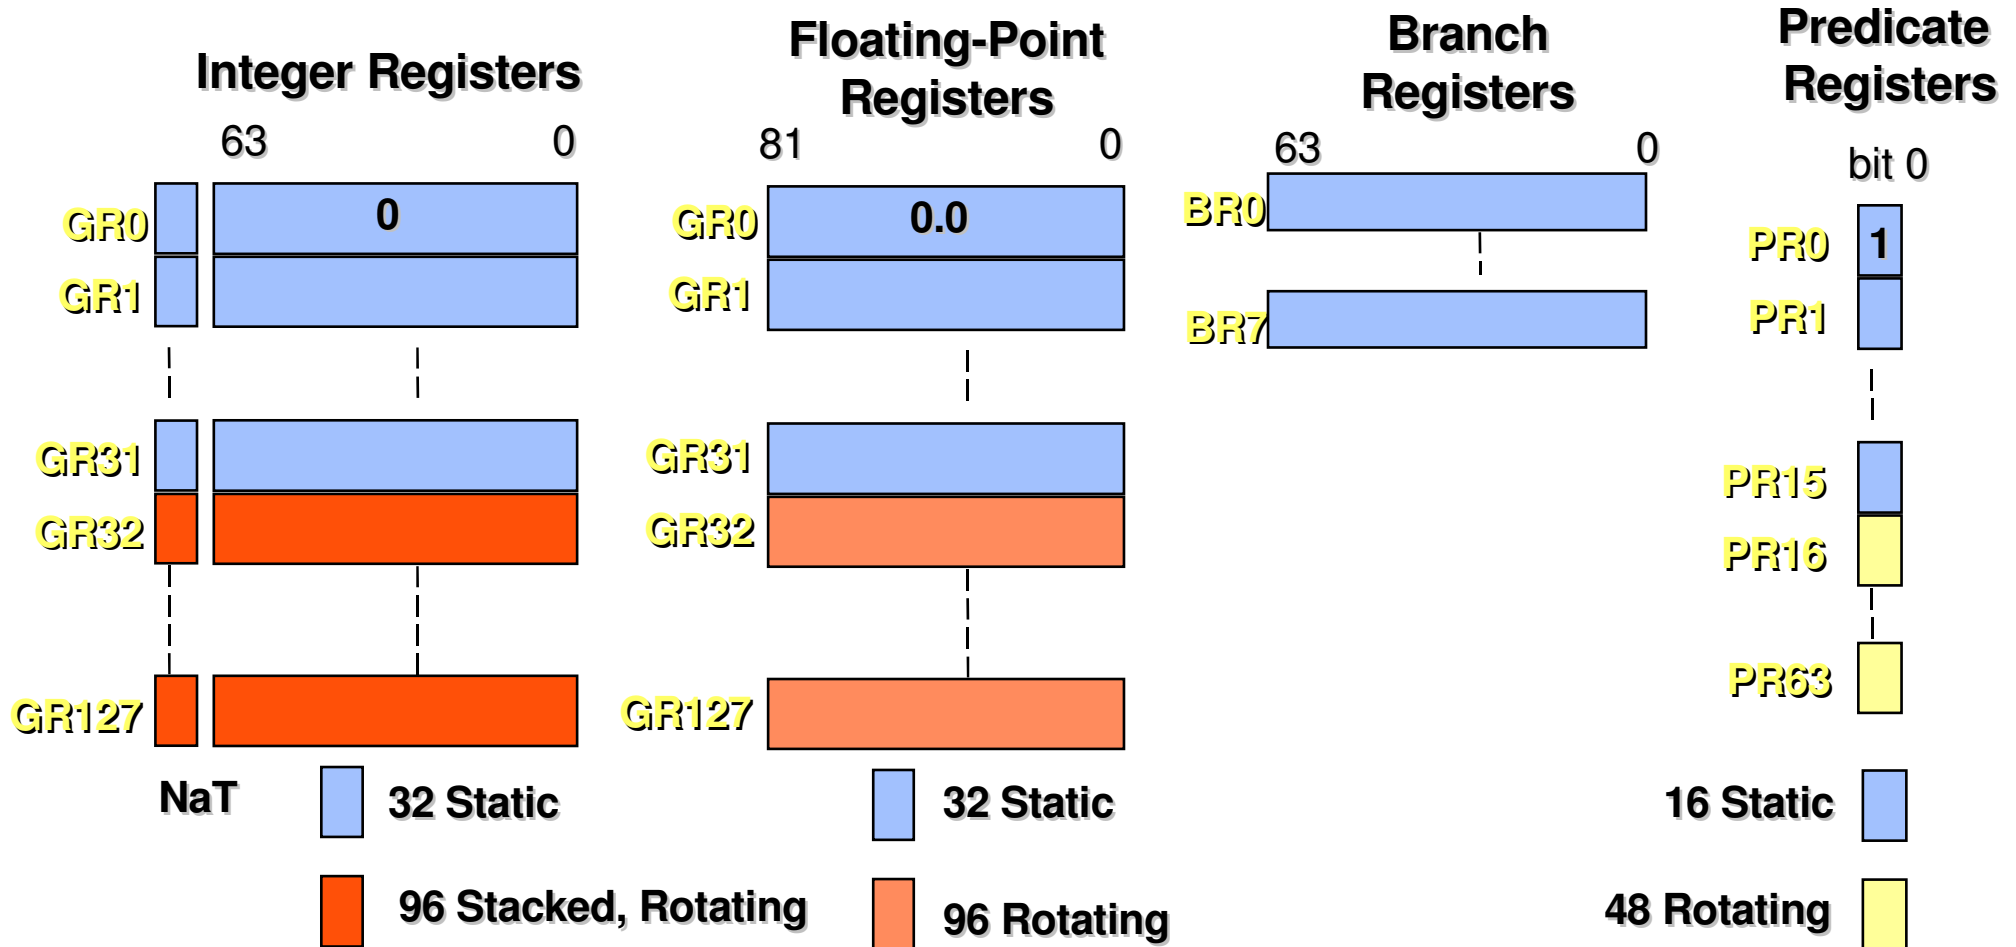 Integer Registers
63 0
GR0 0
GR1
GR31
GR32
GR127
NaT
32 Static
96 Stacked, Rotating
Floating-Point
Registers
81 0
GR0 0.0
GR1
GR31
GR32
GR127
32 Static
96 Rotating
Branch
Registers
63 0
BR0
BR7
Predicate
Registers
bit 0
PR0 1
PR1
PR15
PR16
PR63
16 Static
48 Rotating